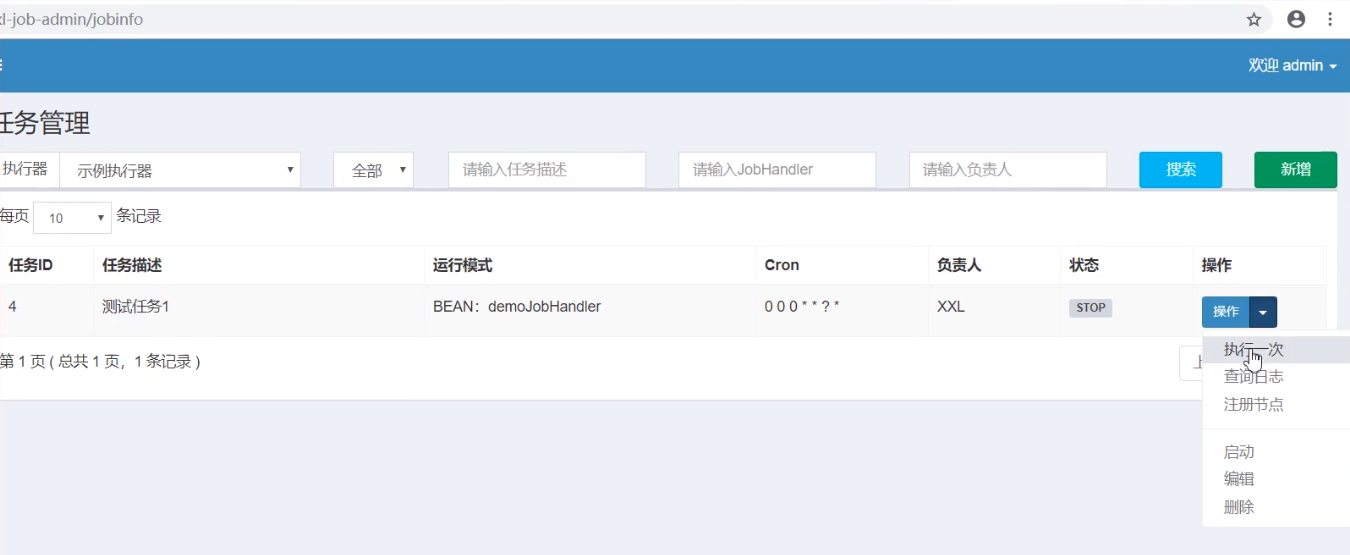 l-job-admin/jobinfo
欢迎 admin
任务管理
执行器 示例执行器 全部 请输入任务描述 请输入JobHandler 请输入负责人 搜索 新增
每页 10 条记录
任务ID 任务描述 运行模式 Cron 负责人 状态 操作
4 测试任务1 BEAN：demoJobHandler 0 0 0 * * ? * XXL STOP 操作
第 1 页 ( 总共 1 页，1 条记录 ) 上
执行一次
查询日志
注册节点
启动
编辑
删除